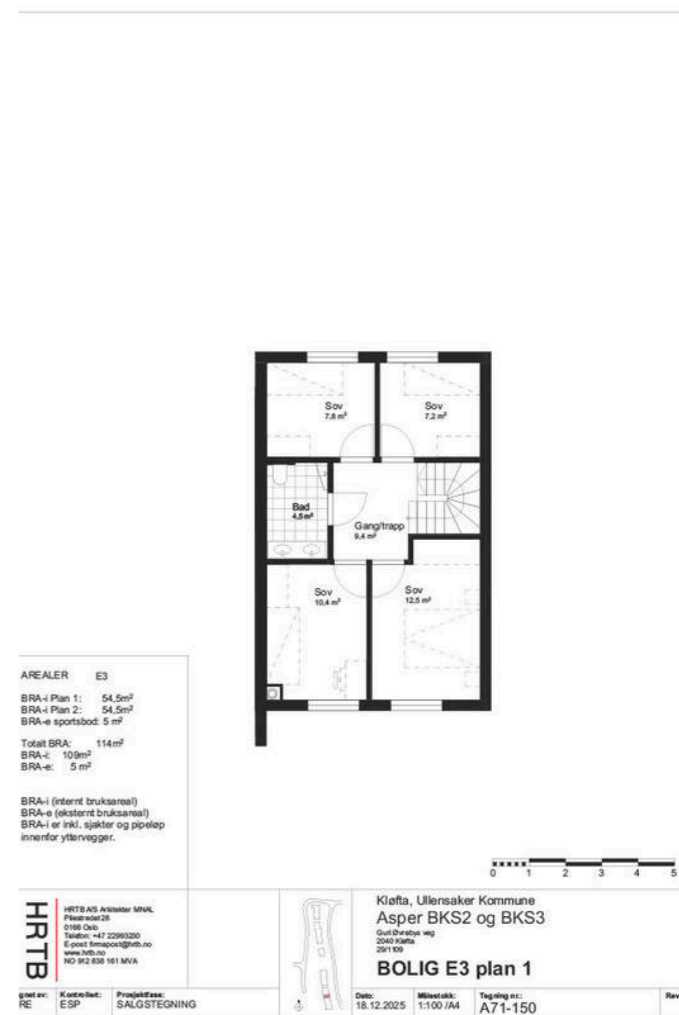 Sov
7,8 m²
Sov
7,2 m²
Bad
4,5 m²
Gang/trapp
9,4 m²
Sov
10,4 m²
Sov
12,5 m²
AREALER E3
BRA-i Plan 1: 54,5m²
BRA-i Plan 2: 54,5m²
BRA-e sportsbod: 5 m²
Totalt BRA: 114m²
BRA-i: 109m²
BRA-e: 5 m²
BRA-i (internt bruksareal)
BRA-e (eksternt bruksareal)
BRA-i er inkl. sjakter og pipeløp
innenfor yttervegger.
0 1 2 3 4 5
HRTB
HRTB A/S Arkitekter MNAL
Pilestredet 28
0166 Oslo
Telefon: +47 22993200
E-post firmapost@hrtb.no
www.hrtb.no
NO 912 838 161 MVA
Kløfta, Ullensaker Kommune
Asper BKS2 og BKS3
2040 Kløfta
29/1109
BOLIG E3 plan 1
gnet av:
RE
Kontrollert:
ESP
Prosjektfase:
SALGSTEGNING
Dato:
18.12.2025
Målestokk:
1:100 /A4
Tegning nr.:
A71-150
Rev